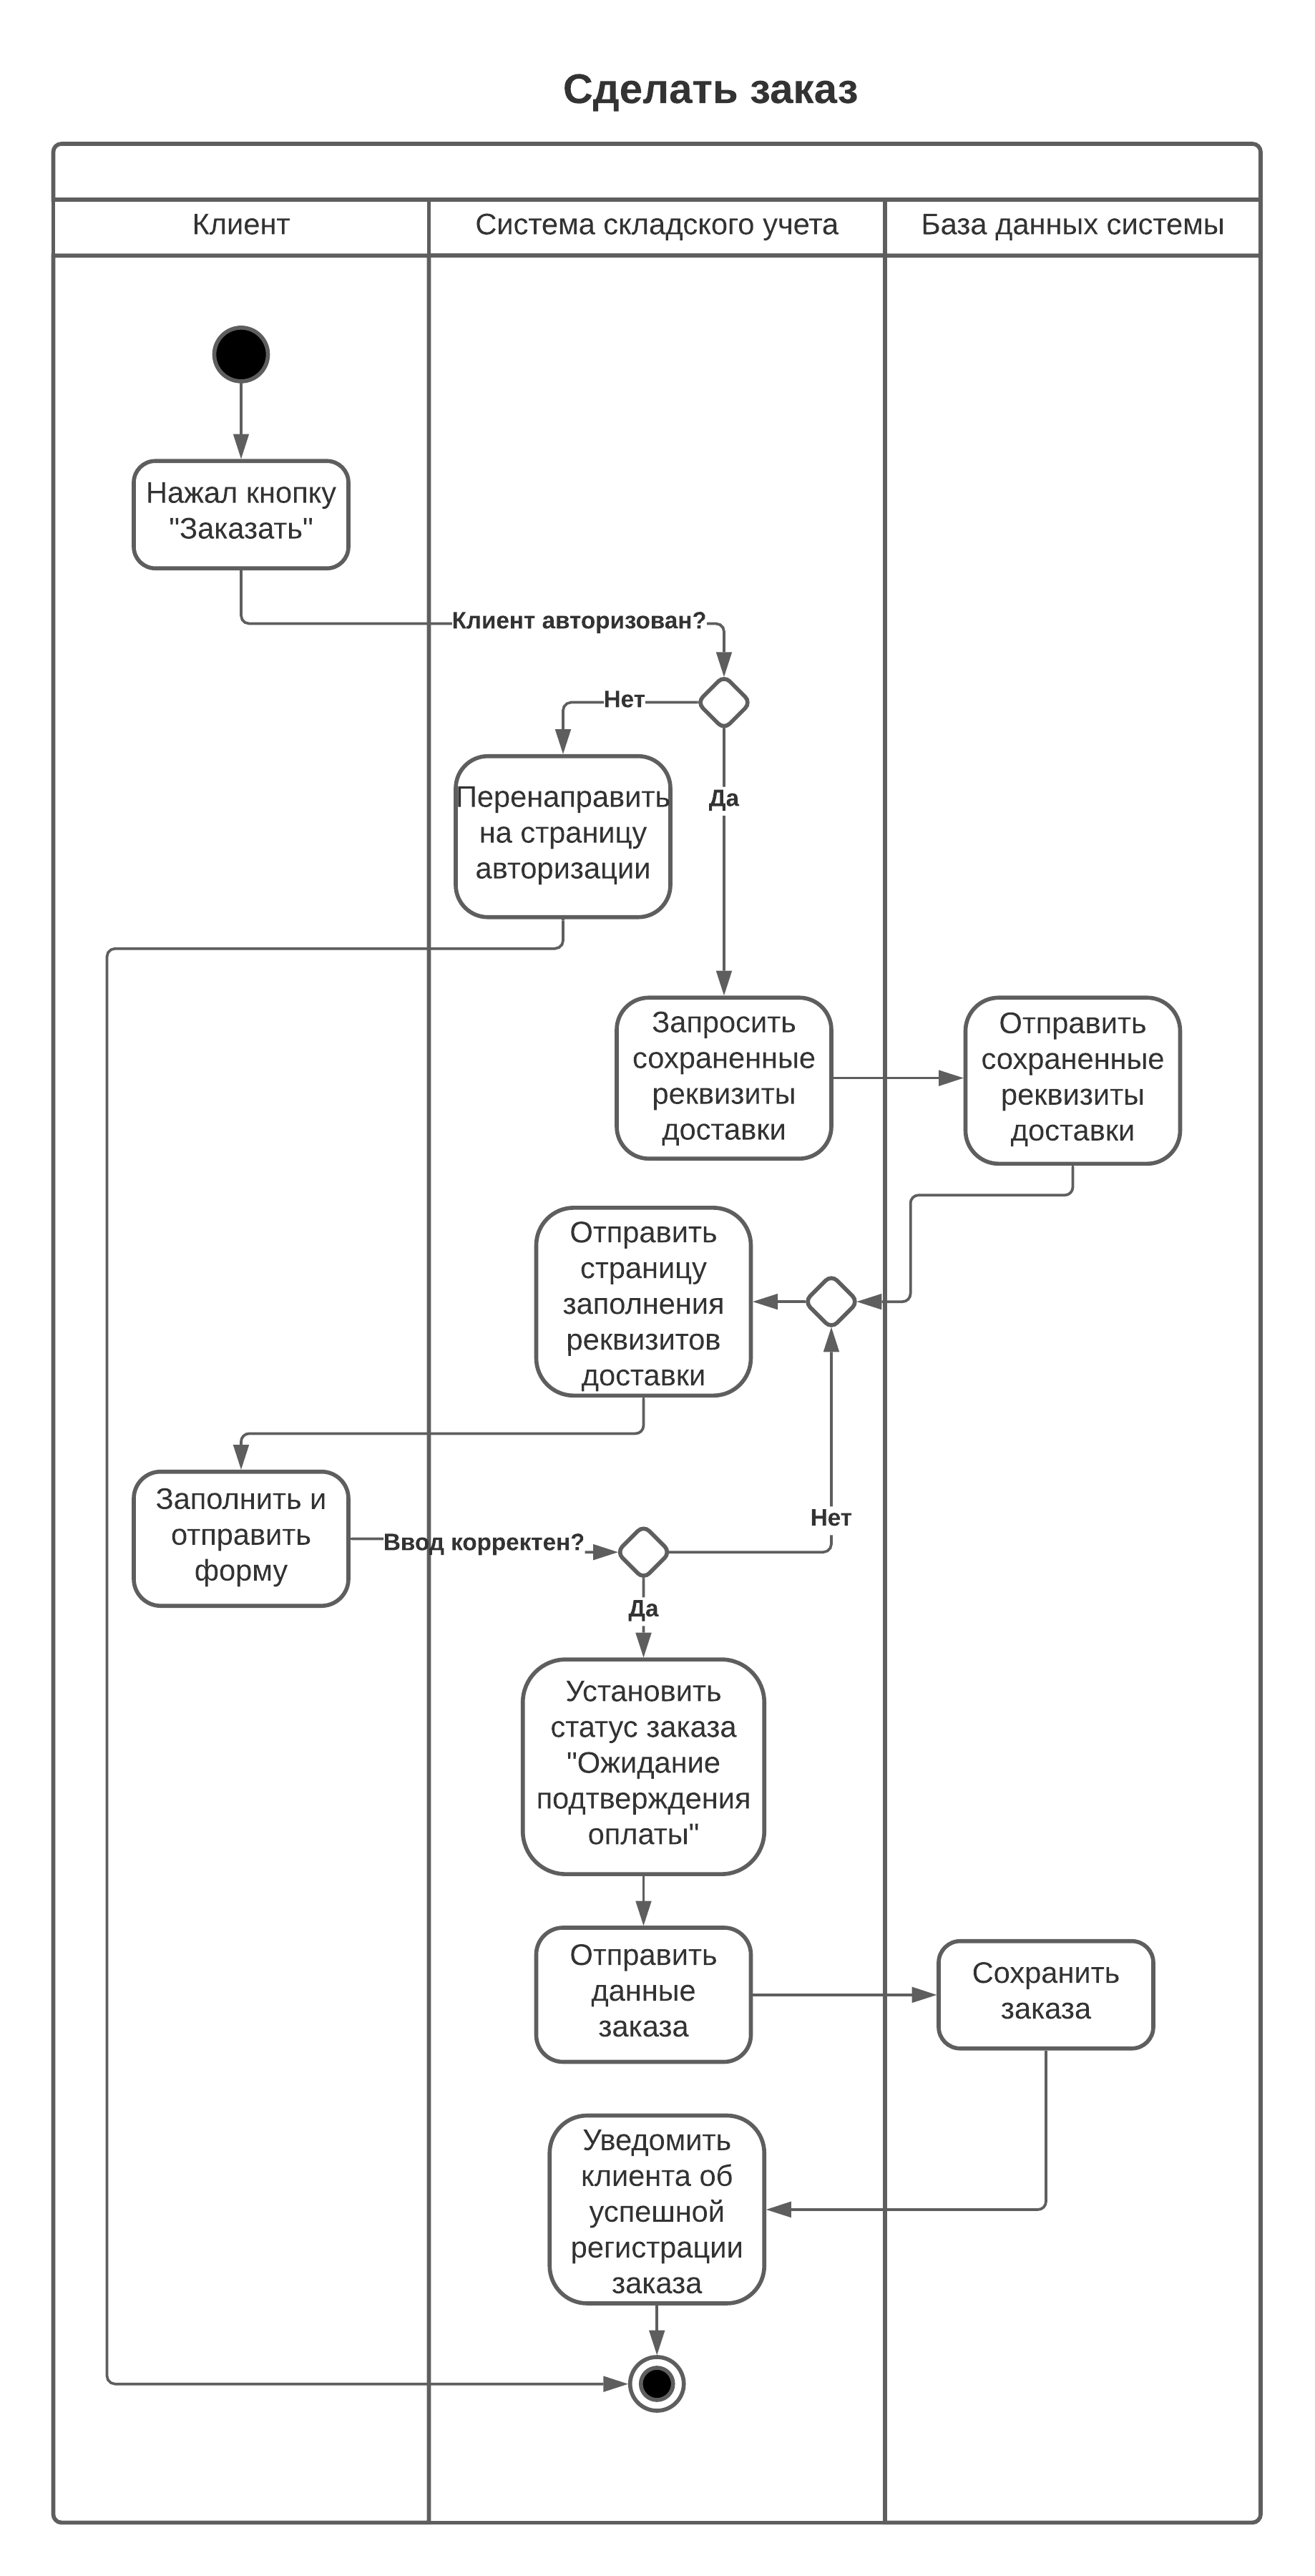 Сделать заказ
Клиент
Система складского учета
База данных системы
Нажал кнопку
"Заказать"
Клиент авторизован?
Нет
Да
Перенаправить
на страницу
авторизации
Запросить
сохраненные
реквизиты
доставки
Отправить
сохраненные
реквизиты
доставки
Отправить
страницу
заполнения
реквизитов
доставки
Заполнить и
отправить
форму
Ввод корректен?
Нет
Да
Установить
статус заказа
"Ожидание
подтверждения
оплаты"
Отправить
данные
заказа
Сохранить
заказа
Уведомить
клиента об
успешной
регистрации
заказа